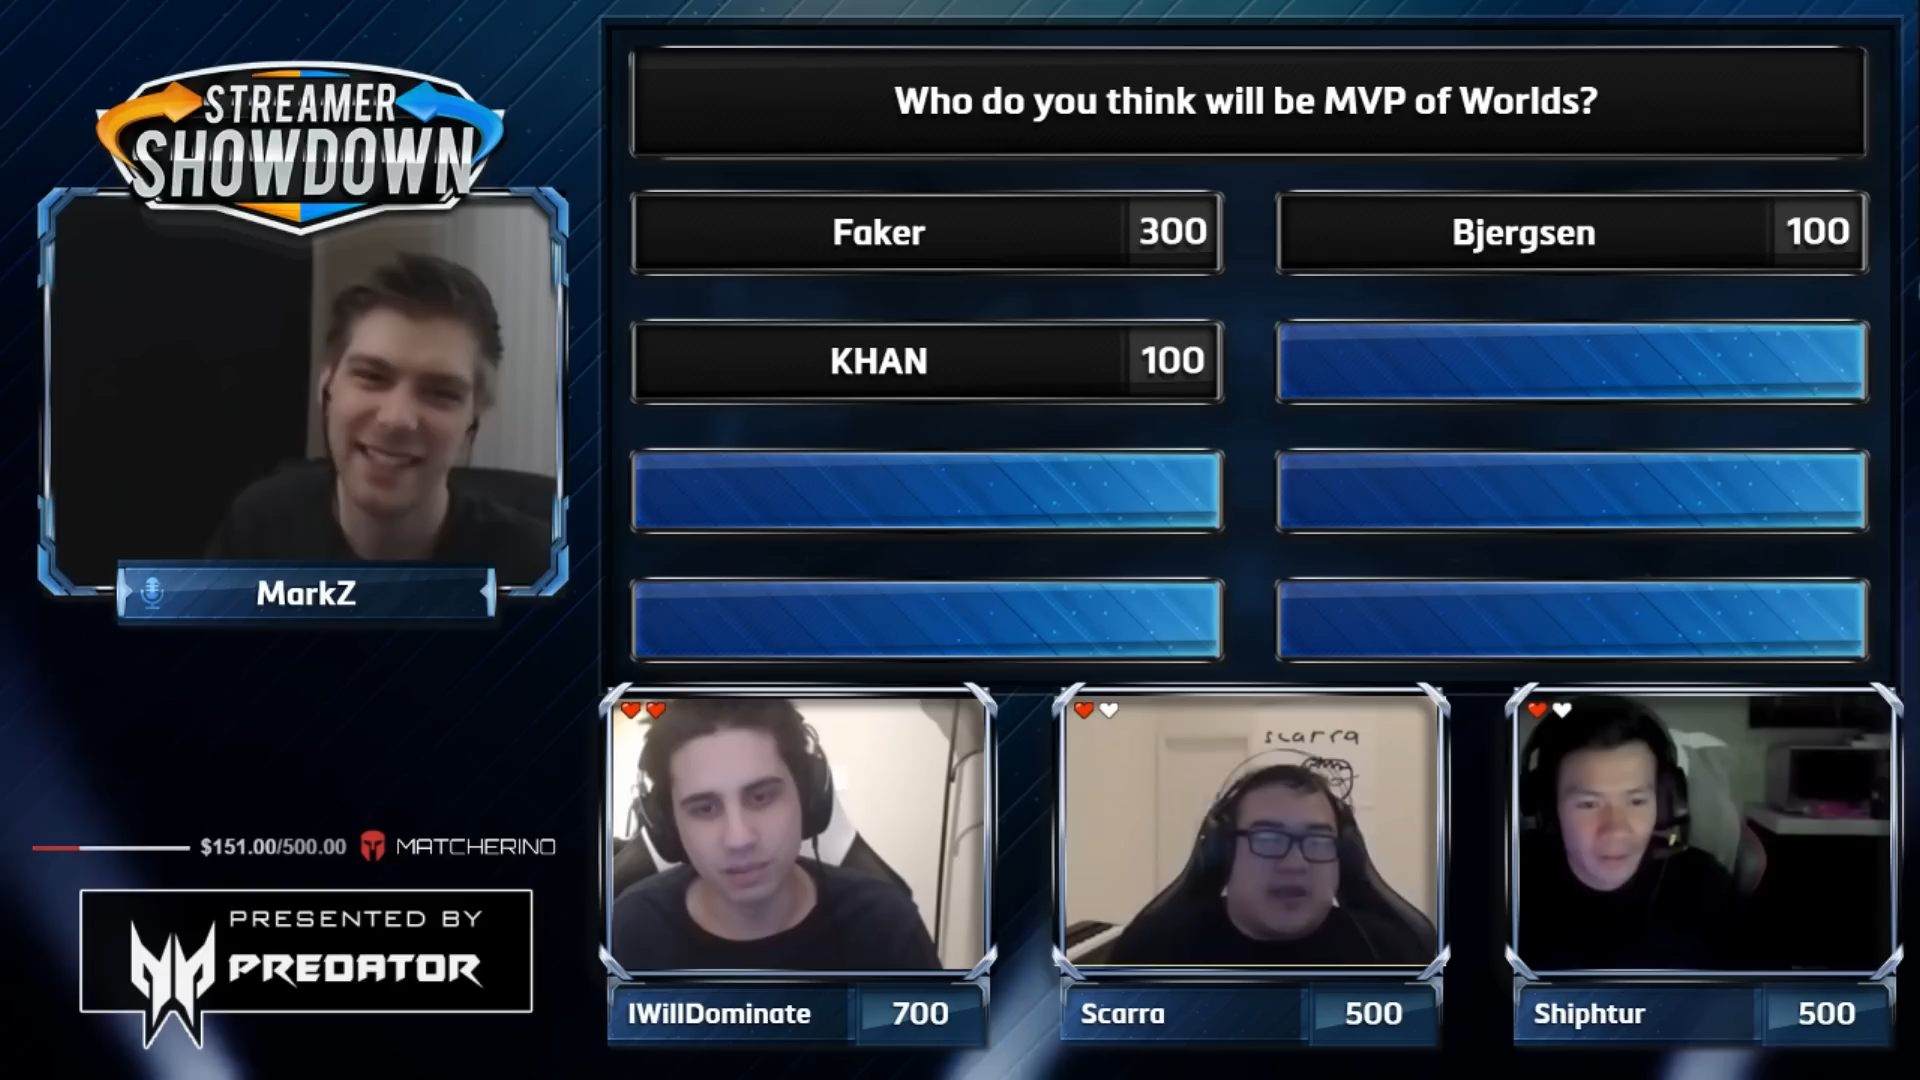 STREAMER
SHOWDOWN
Who do you think will be MVP of Worlds?
Faker 300
Bjergsen 100
KHAN 100
MarkZ
scarra
$151.00/500.00 MATCHERINO
PRESENTED BY
PREDATOR
IWillDominate 700
Scarra 500
Shiphtur 500